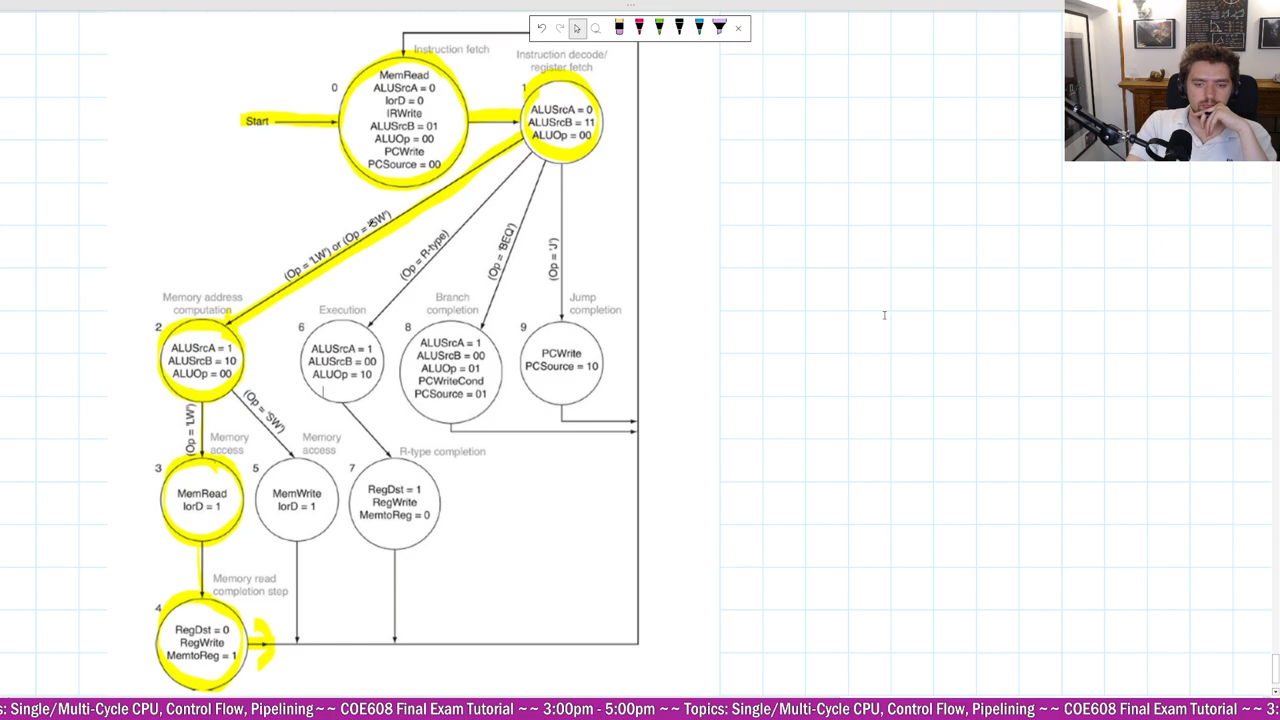 Instruction fetch
0
MemRead
ALUSrcA = 0
IorD = 0
IRWrite
ALUSrcB = 01
ALUOp = 00
PCWrite
PCSource = 00
Start
Instruction decode/
register fetch
1
ALUSrcA = 0
ALUSrcB = 11
ALUOp = 00
(Op = 'LW') or (Op = 'SW')
(Op = R-type)
(Op = 'BEQ')
(Op = 'J')
Memory address
computation
2
ALUSrcA = 1
ALUSrcB = 10
ALUOp = 00
Execution
6
ALUSrcA = 1
ALUSrcB = 00
ALUOp = 10
Branch
completion
8
ALUSrcA = 1
ALUSrcB = 00
ALUOp = 01
PCWriteCond
PCSource = 01
Jump
completion
9
PCWrite
PCSource = 10
(Op = 'LW')
(Op = 'SW')
Memory
access
3
MemRead
IorD = 1
Memory
access
5
MemWrite
IorD = 1
R-type completion
7
RegDst = 1
RegWrite
MemtoReg = 0
Memory read
completion step
4
RegDst = 0
RegWrite
MemtoReg = 1
s: Single/Multi-Cycle CPU, Control Flow, Pipelining ~~ COE608 Final Exam Tutorial ~~ 3:00pm - 5:00pm ~~ Topics: Single/Multi-Cycle CPU, Control Flow, Pipelining ~~ COE608 Final Exam Tutorial ~~ 3: